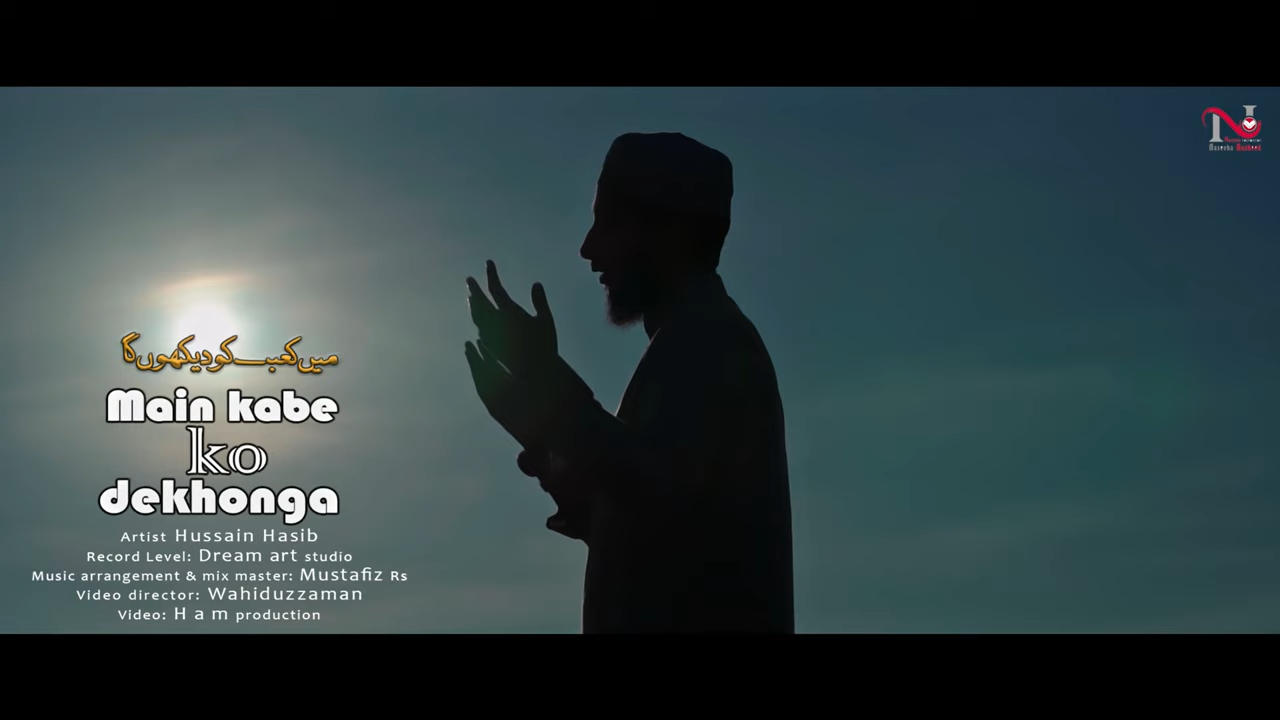 میں کعبہ کو دیکھوں گا
Main kabe
ko
dekhonga
Artist Hussain Hasib
Record Level: Dream art studio
Music arrangement & mix master: Mustafiz Rs
Video director: Wahiduzzaman
Video: H a m production